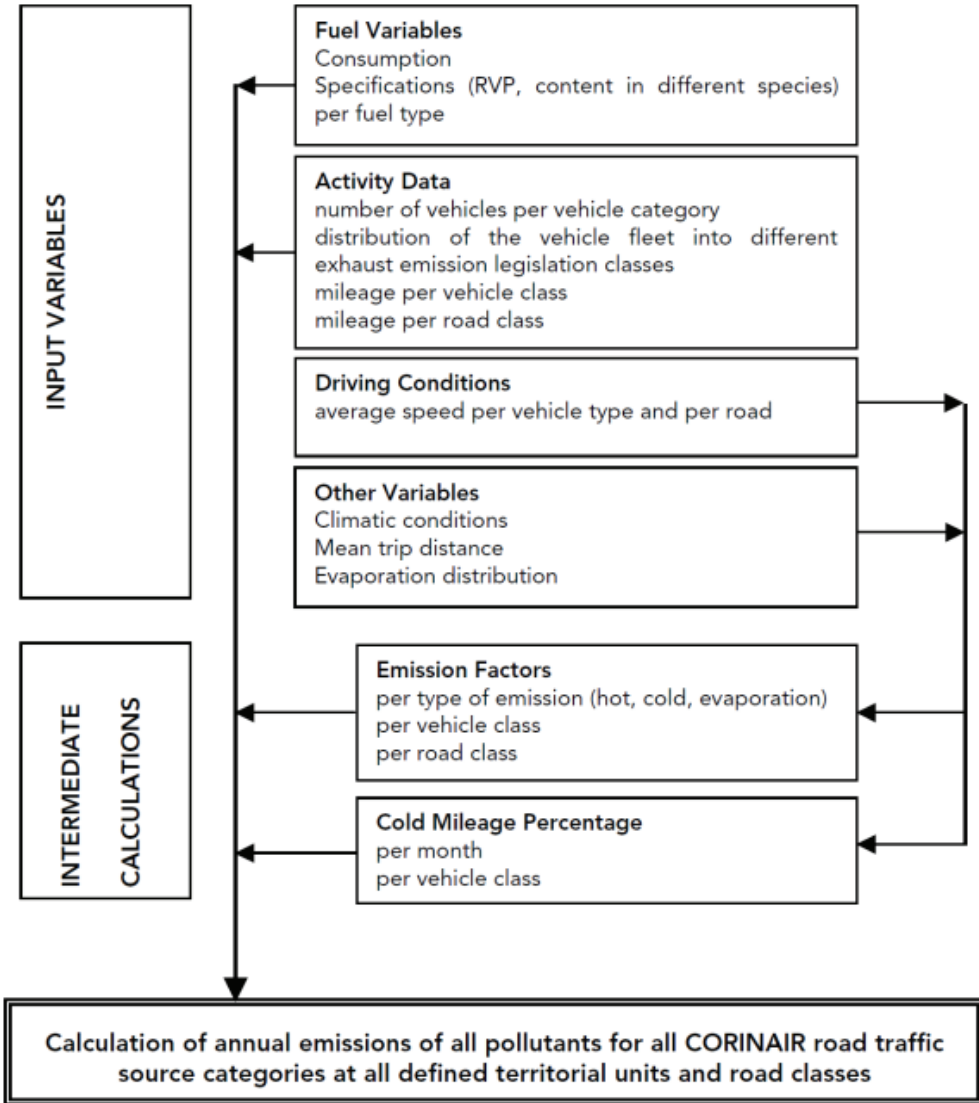 INPUT VARIABLES
Fuel Variables
Consumption
Specifications (RVP, content in different species)
per fuel type
Activity Data
number of vehicles per vehicle category
distribution of the vehicle fleet into different
exhaust emission legislation classes
mileage per vehicle class
mileage per road class
Driving Conditions
average speed per vehicle type and per road
Other Variables
Climatic conditions
Mean trip distance
Evaporation distribution
INTERMEDIATE
CALCULATIONS
Emission Factors
per type of emission (hot, cold, evaporation)
per vehicle class
per road class
Cold Mileage Percentage
per month
per vehicle class
Calculation of annual emissions of all pollutants for all CORINAIR road traffic
source categories at all defined territorial units and road classes